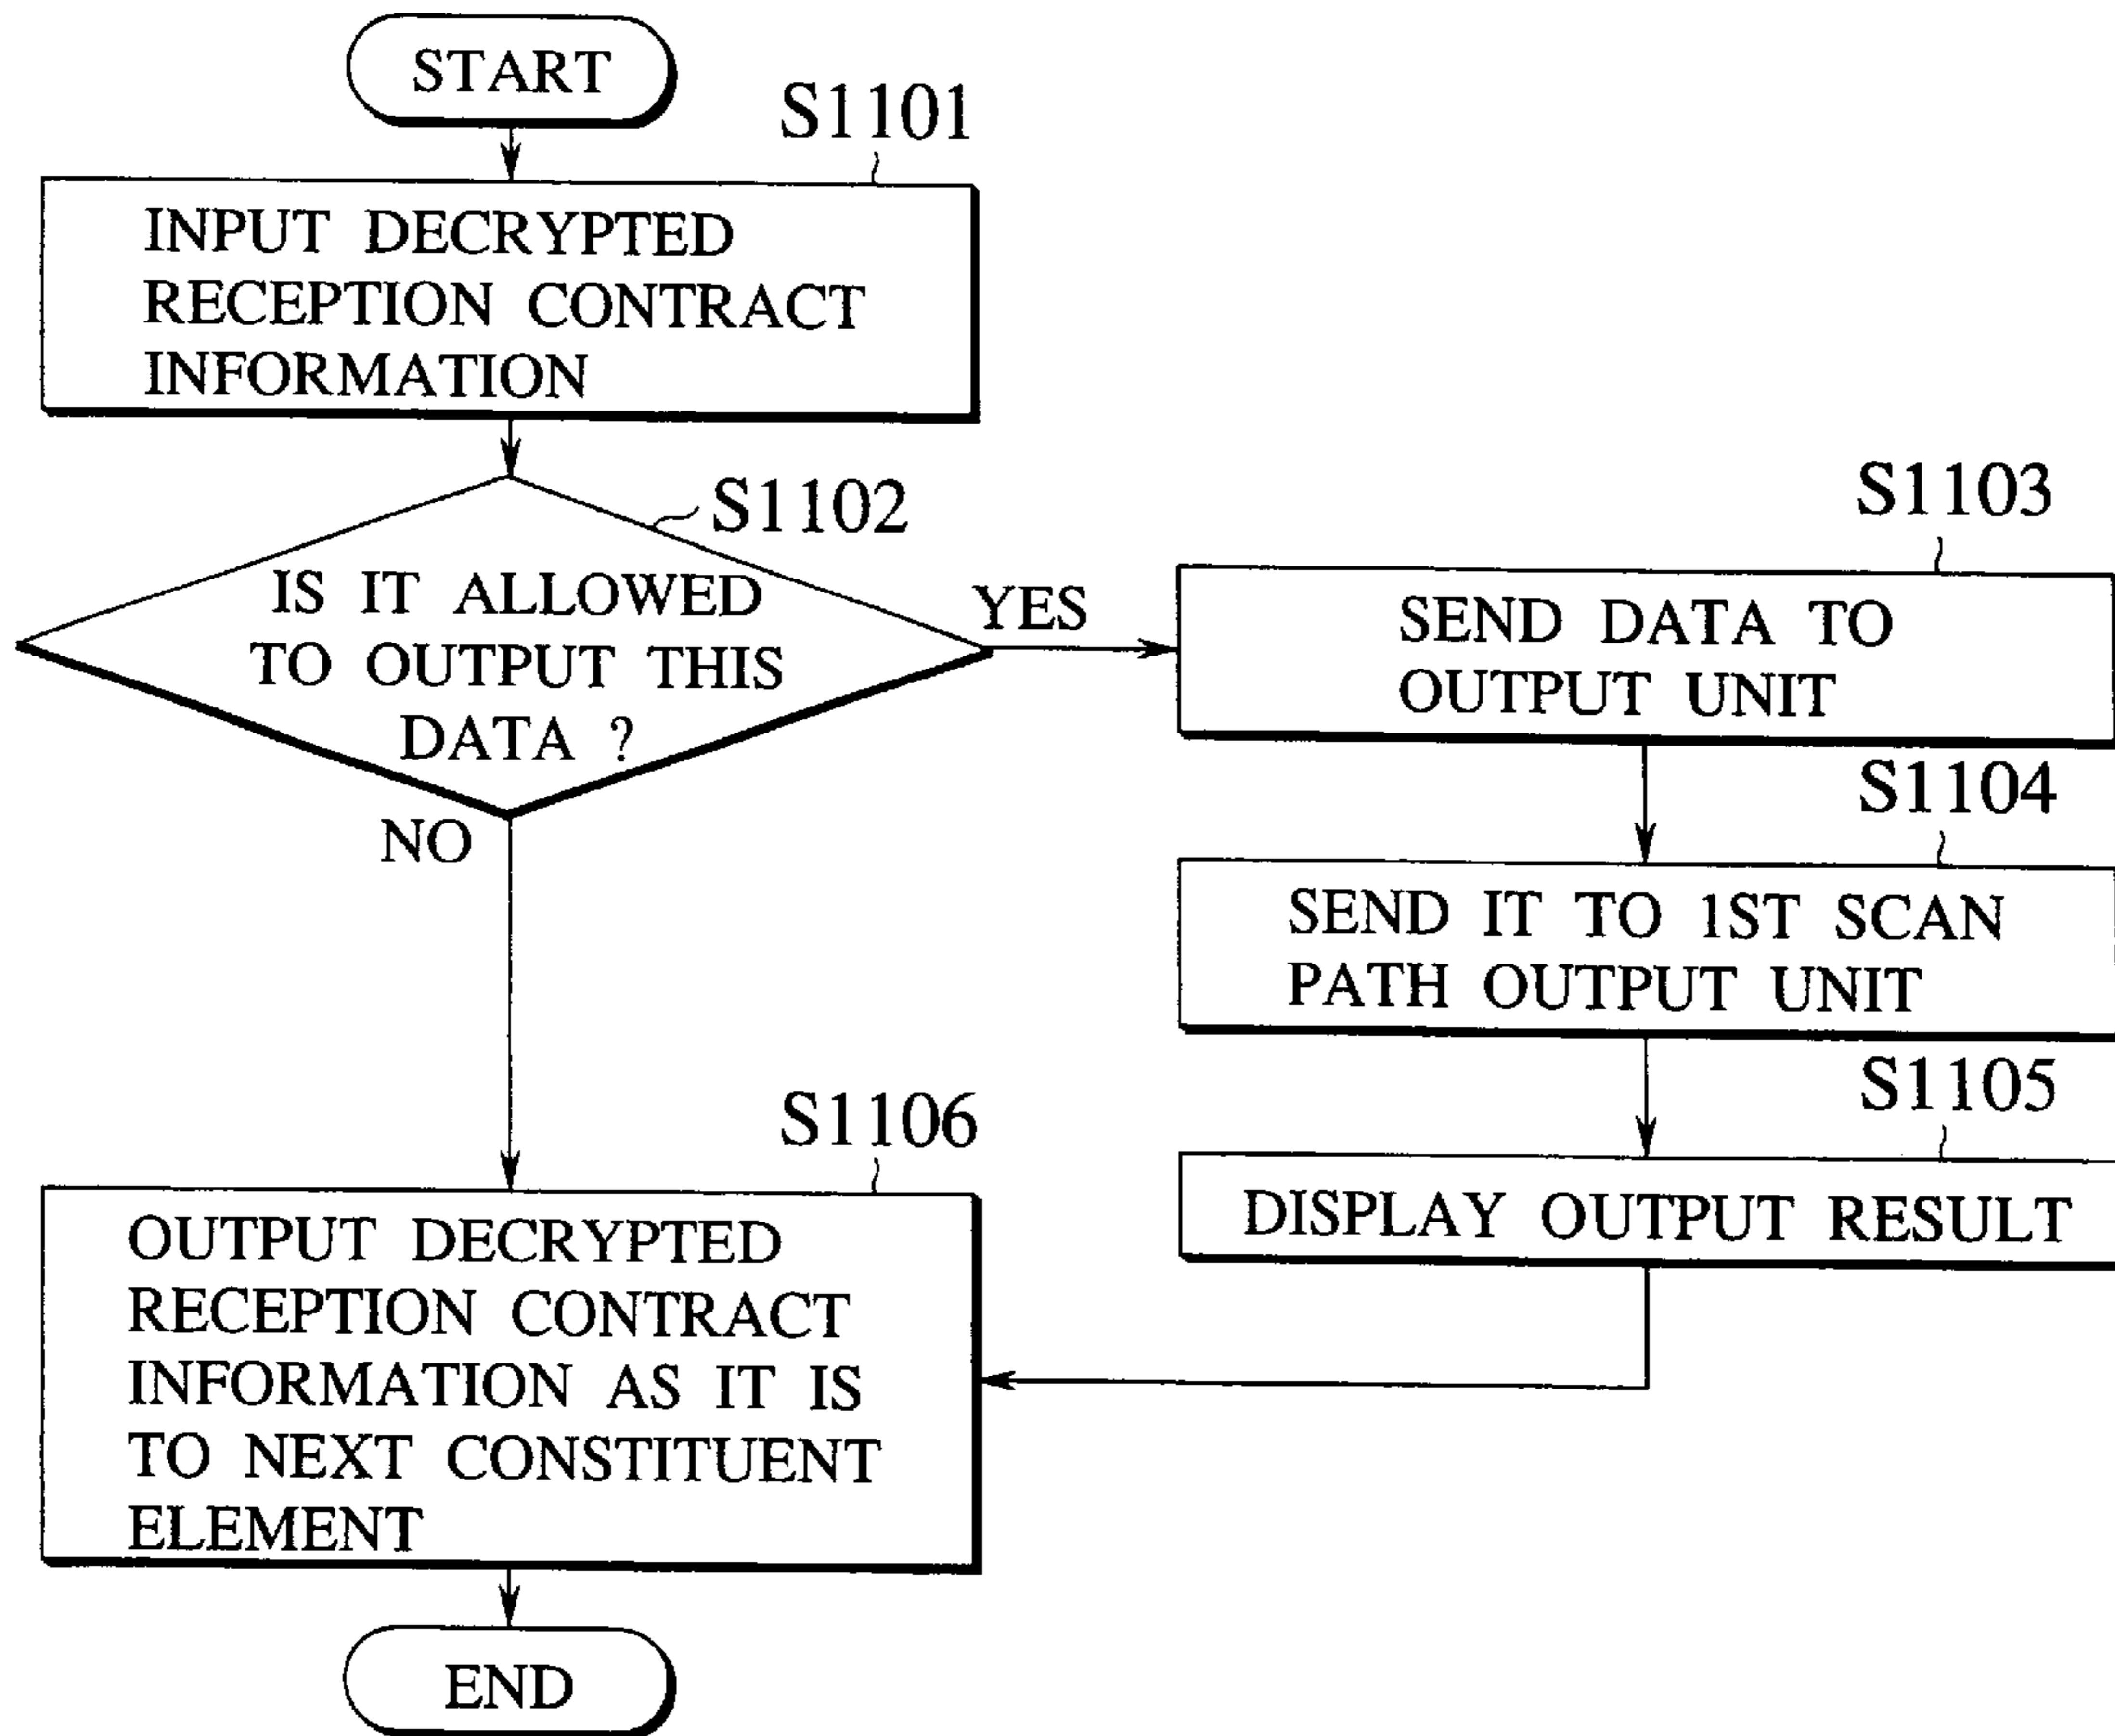 START
S1101
INPUT DECRYPTED
RECEPTION CONTRACT
INFORMATION
S1102
IS IT ALLOWED
TO OUTPUT THIS
DATA ?
YES
NO
S1103
SEND DATA TO
OUTPUT UNIT
S1104
SEND IT TO 1ST SCAN
PATH OUTPUT UNIT
S1105
DISPLAY OUTPUT RESULT
S1106
OUTPUT DECRYPTED
RECEPTION CONTRACT
INFORMATION AS IT IS
TO NEXT CONSTITUENT
ELEMENT
END